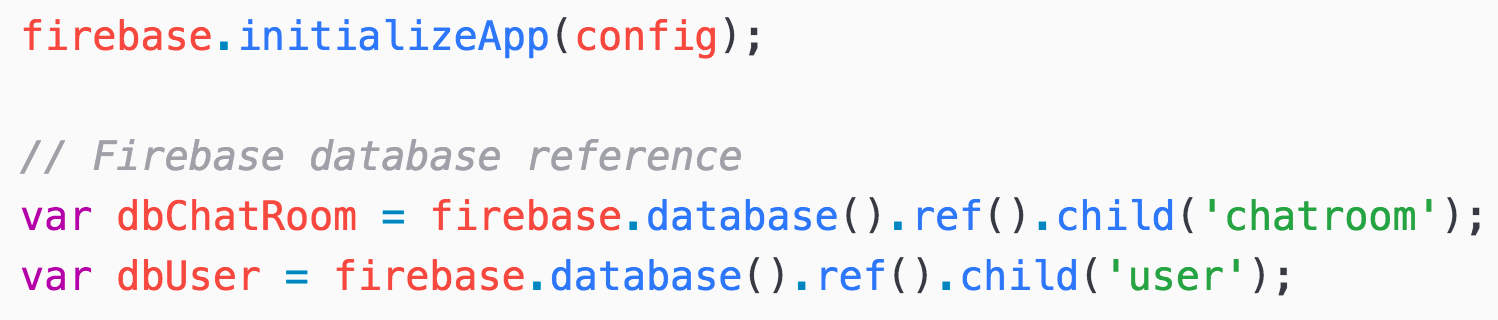 firebase.initializeApp(config);
// Firebase database reference
var dbChatRoom = firebase.database().ref().child('chatroom');
var dbUser = firebase.database().ref().child('user');